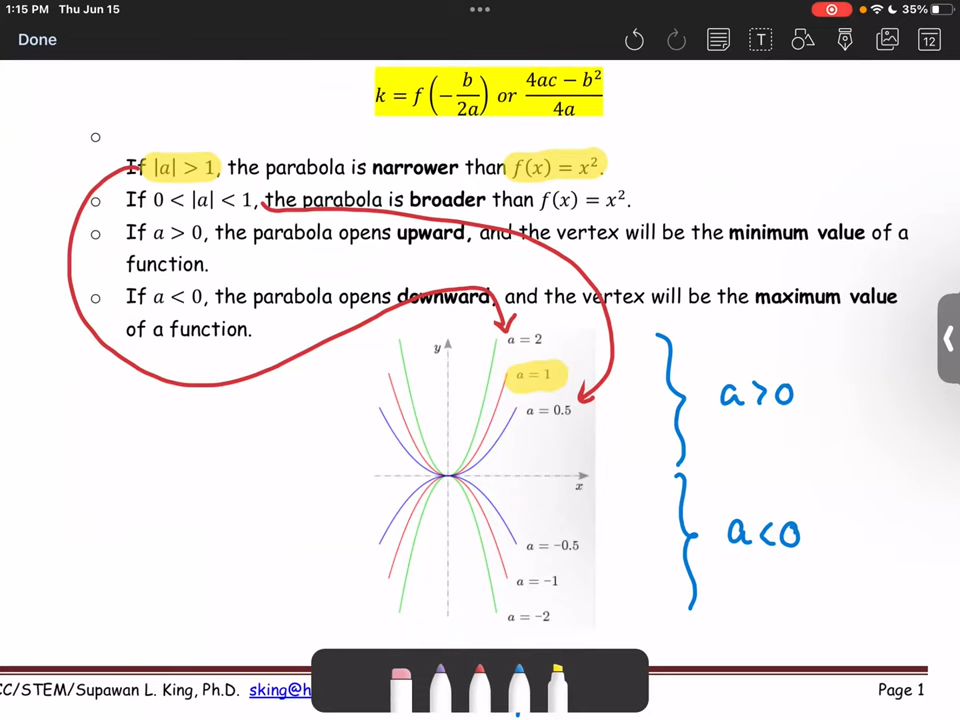 1:15 PM Thu Jun 15
35%
Done
T
12
k = f(−b/2a) or (4ac − b²)/4a
If |a| > 1, the parabola is narrower than f(x) = x².
If 0 < |a| < 1, the parabola is broader than f(x) = x².
If a > 0, the parabola opens upward, and the vertex will be the minimum value of a
function.
If a < 0, the parabola opens downward, and the vertex will be the maximum value
of a function.
y
a = 2
a = 1
a = 0.5
a > 0
x
a < 0
a = −0.5
a = −1
a = −2
CC/STEM/Supawan L. King, Ph.D. sking@h
Page 1